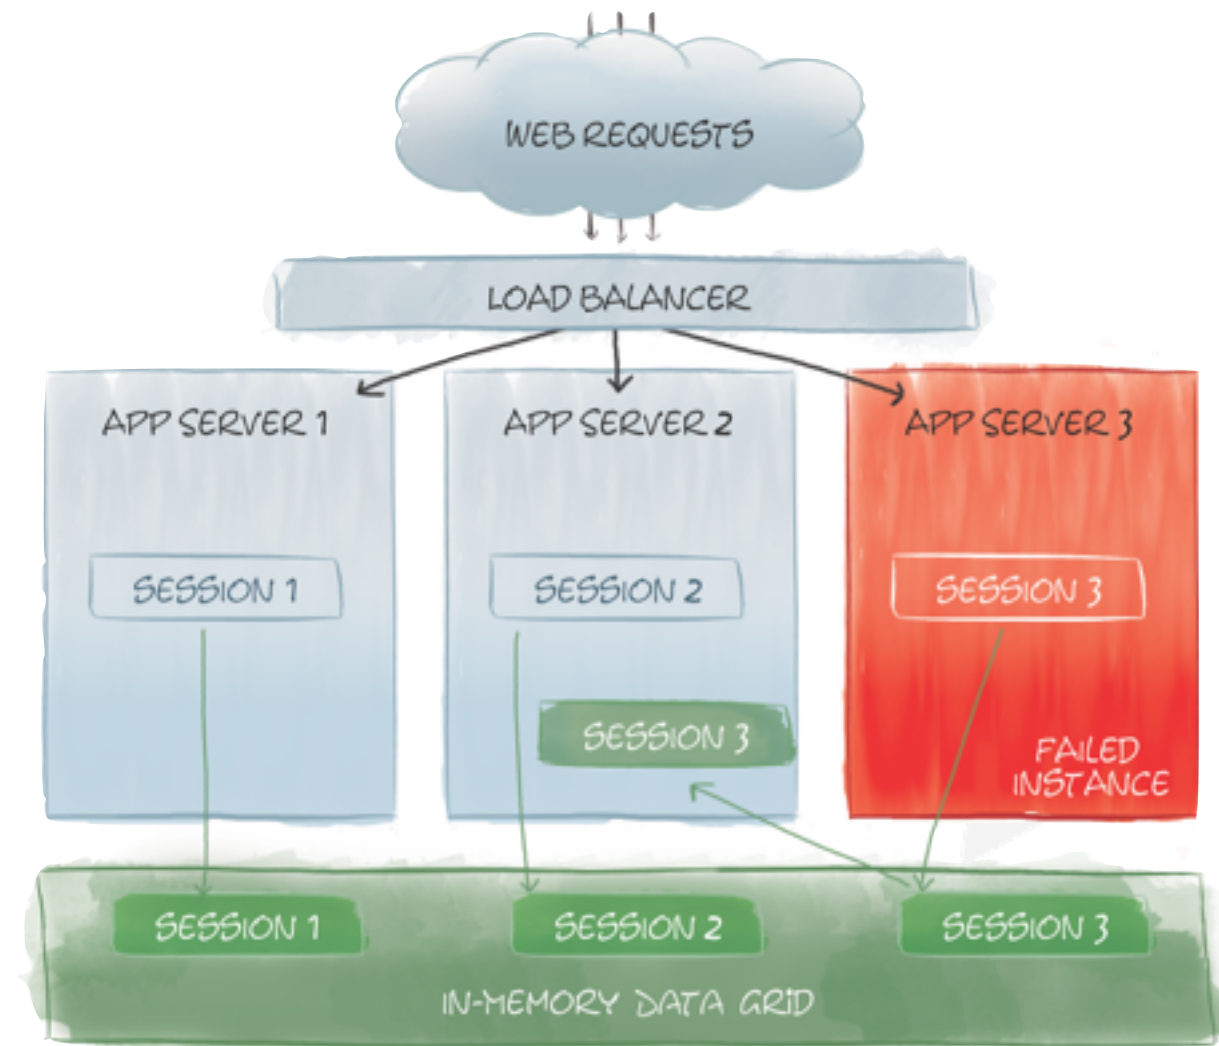 WEB REQUESTS
LOAD BALANCER
APP SERVER 1
APP SERVER 2
APP SERVER 3
SESSION 1
SESSION 2
SESSION 3
SESSION 3
FAILED
INSTANCE
SESSION 1
SESSION 2
SESSION 3
IN-MEMORY DATA GRID